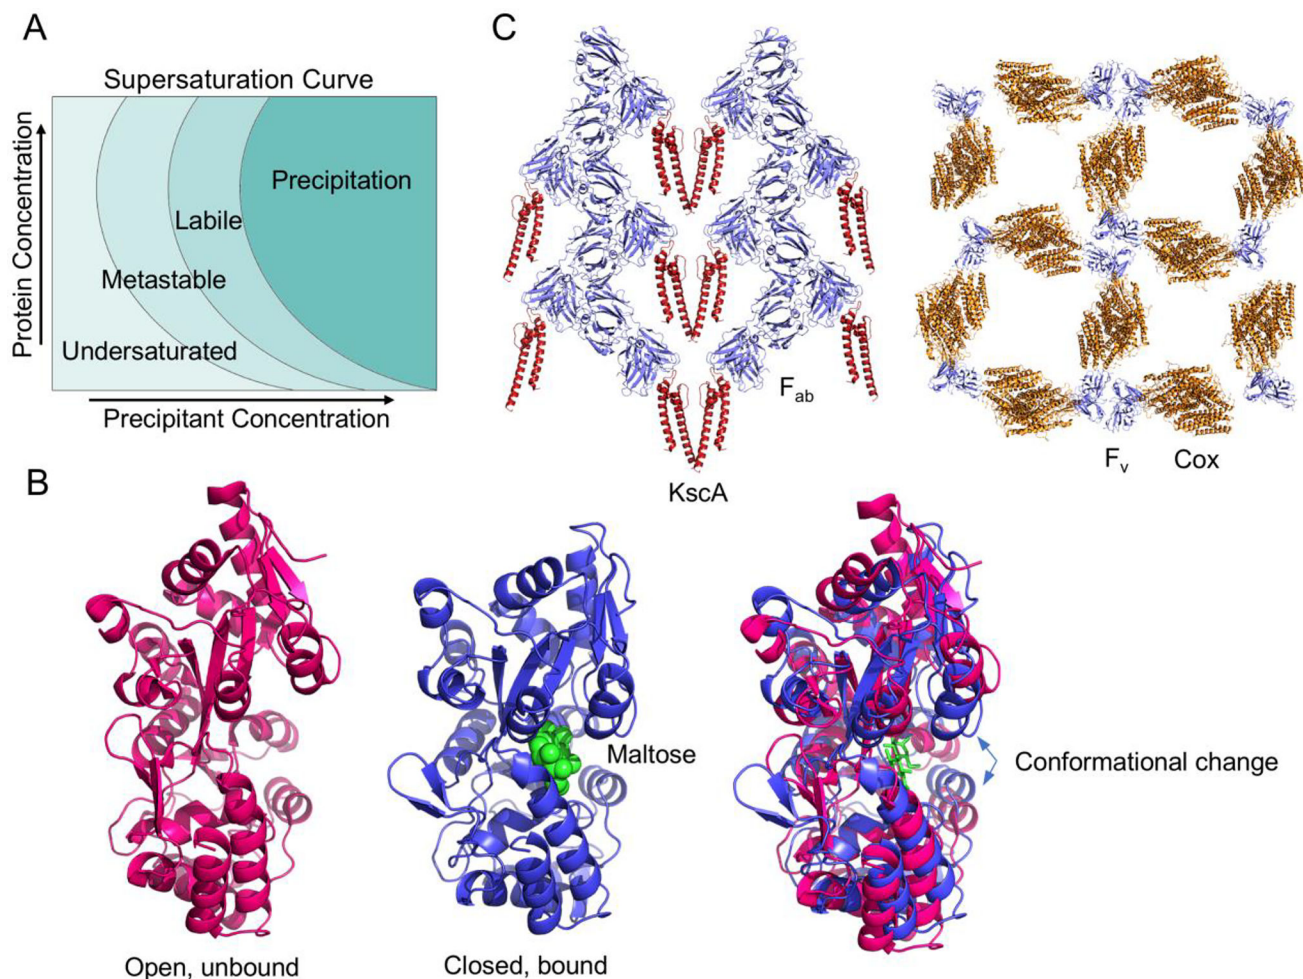 A
Supersaturation Curve
Protein Concentration
Precipitation
Labile
Metastable
Undersaturated
Precipitant Concentration
C
Fab
KscA
Fv
Cox
B
Maltose
Conformational change
Open, unbound
Closed, bound